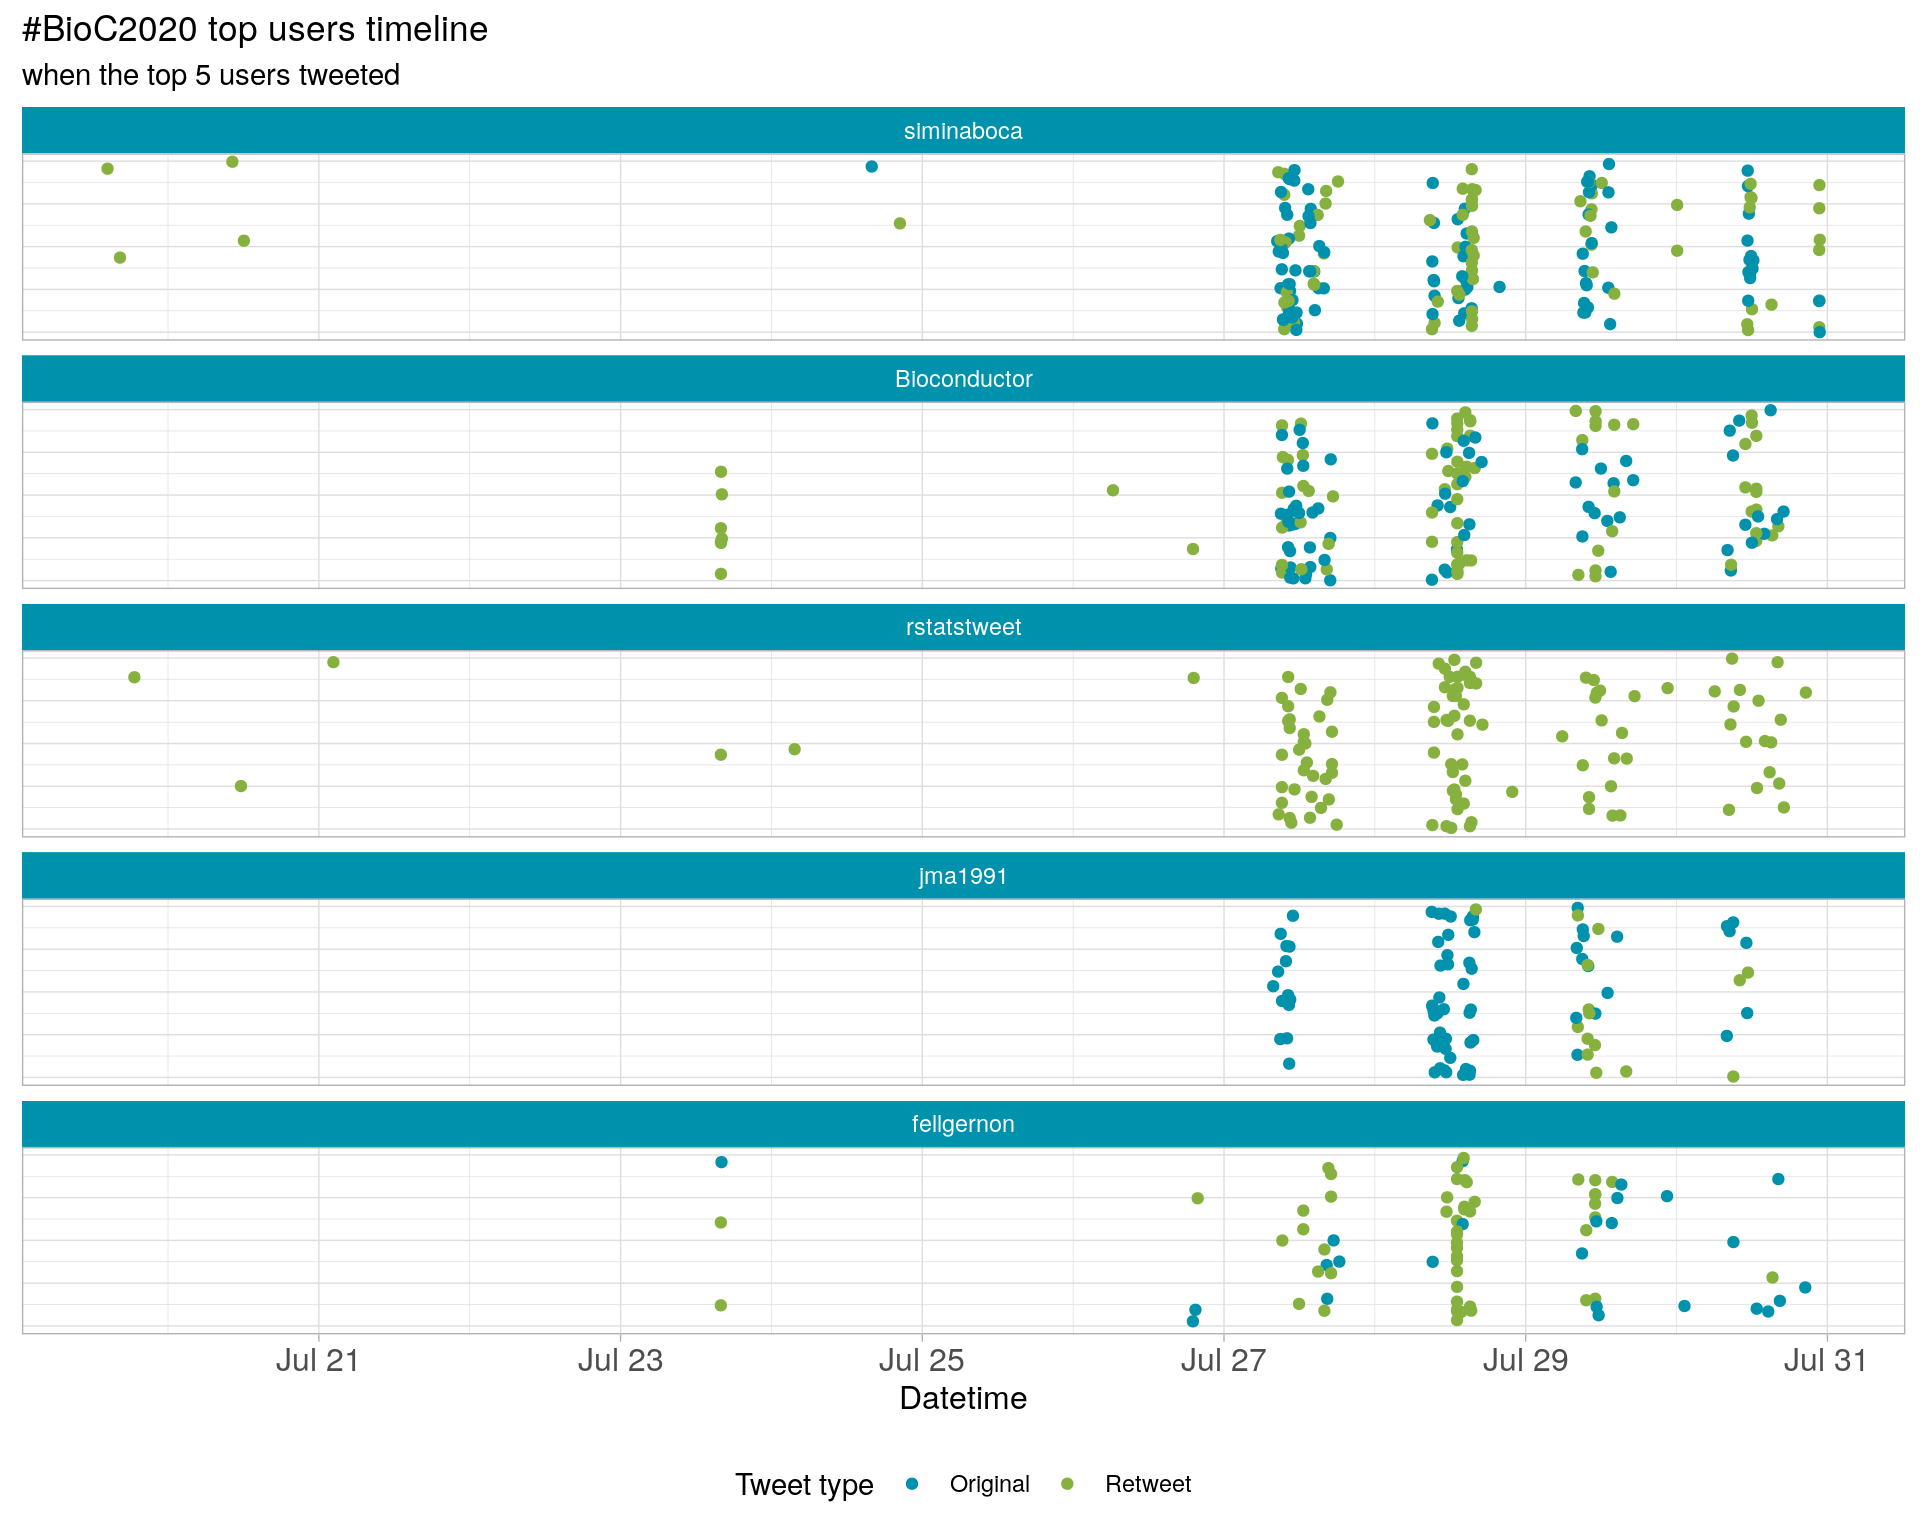 #BioC2020 top users timeline
when the top 5 users tweeted
siminaboca
Bioconductor
rstatstweet
jma1991
fellgernon
Jul 21 Jul 23 Jul 25 Jul 27 Jul 29 Jul 31
Datetime
Tweet type Original Retweet